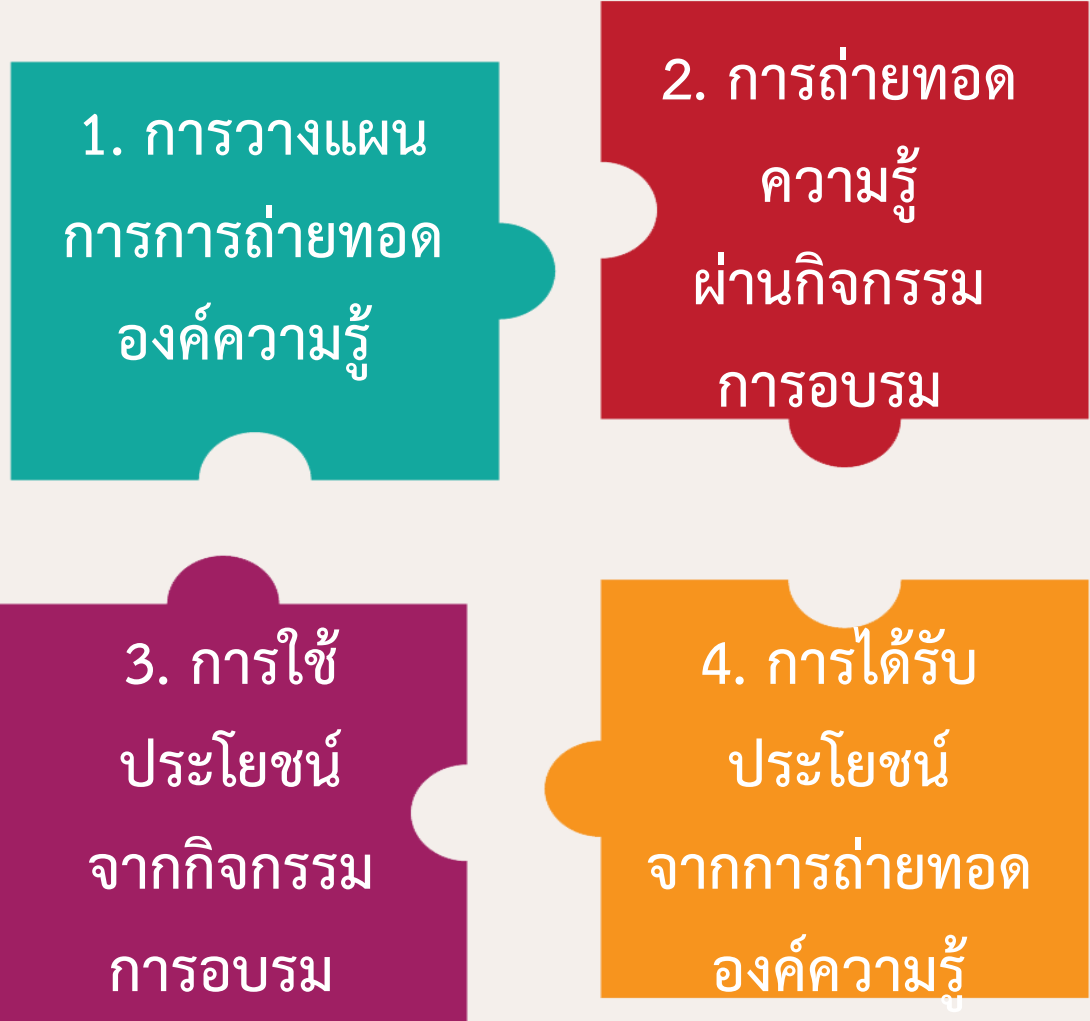 1. การวางแผน
การการถ่ายทอด
องค์ความรู้
2. การถ่ายทอด
ความรู้
ผ่านกิจกรรม
การอบรม
3. การใช้
ประโยชน์
จากกิจกรรม
การอบรม
4. การได้รับ
ประโยชน์
จากการถ่ายทอด
องค์ความรู้